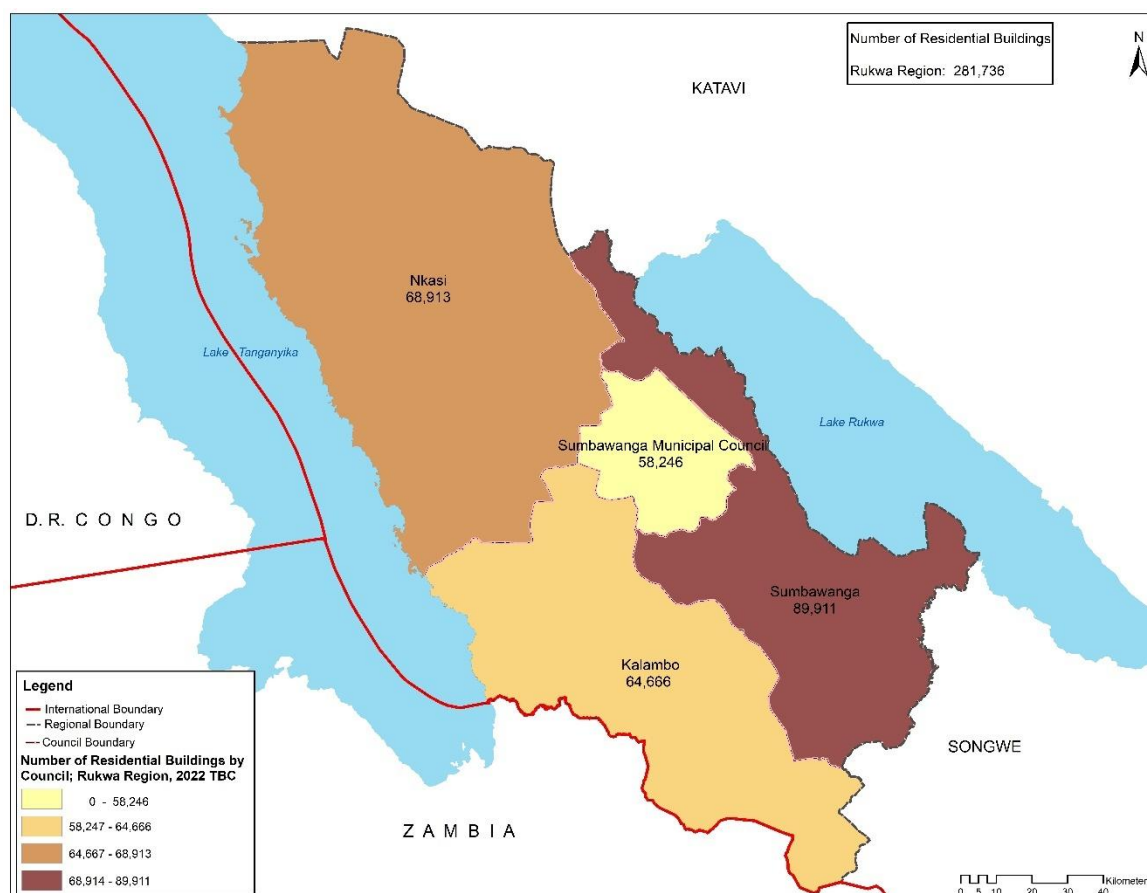 Number of Residential Buildings
Rukwa Region: 281,736
N
KATAVI
Nkasi
68,913
Lake Tanganyika
Lake Rukwa
Sumbawanga Municipal Council
58,246
D.R. CONGO
Sumbawanga
89,911
Kalambo
64,666
SONGWE
ZAMBIA
Legend
International Boundary
Regional Boundary
Council Boundary
Number of Residential Buildings by
Council; Rukwa Region, 2022 TBC
0 - 58,246
58,247 - 64,666
64,667 - 68,913
68,914 - 89,911
Kilometer
0 5 10 20 30 40